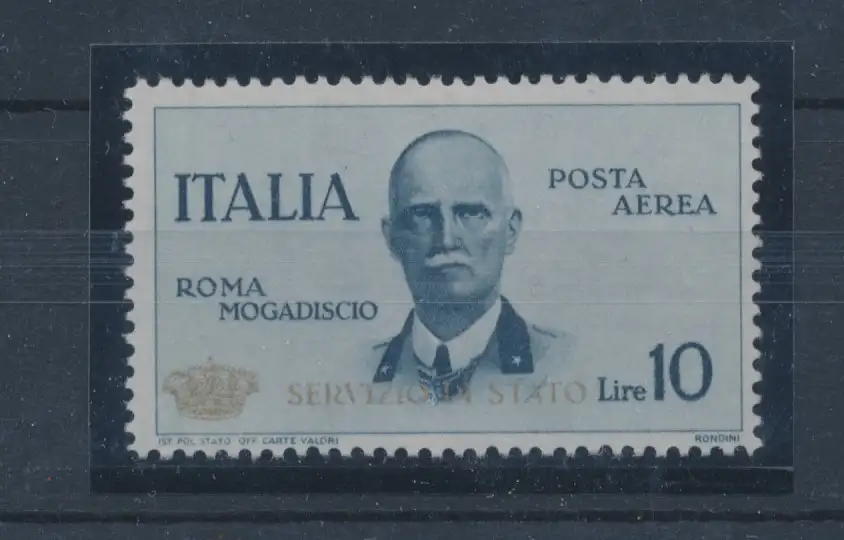 ITALIA
POSTA
AEREA
ROMA
MOGADISCIO
SERVIZIO DI STATO
Lire 10
IST. POL. STATO OFF. CARTE VALORI
RONDINI